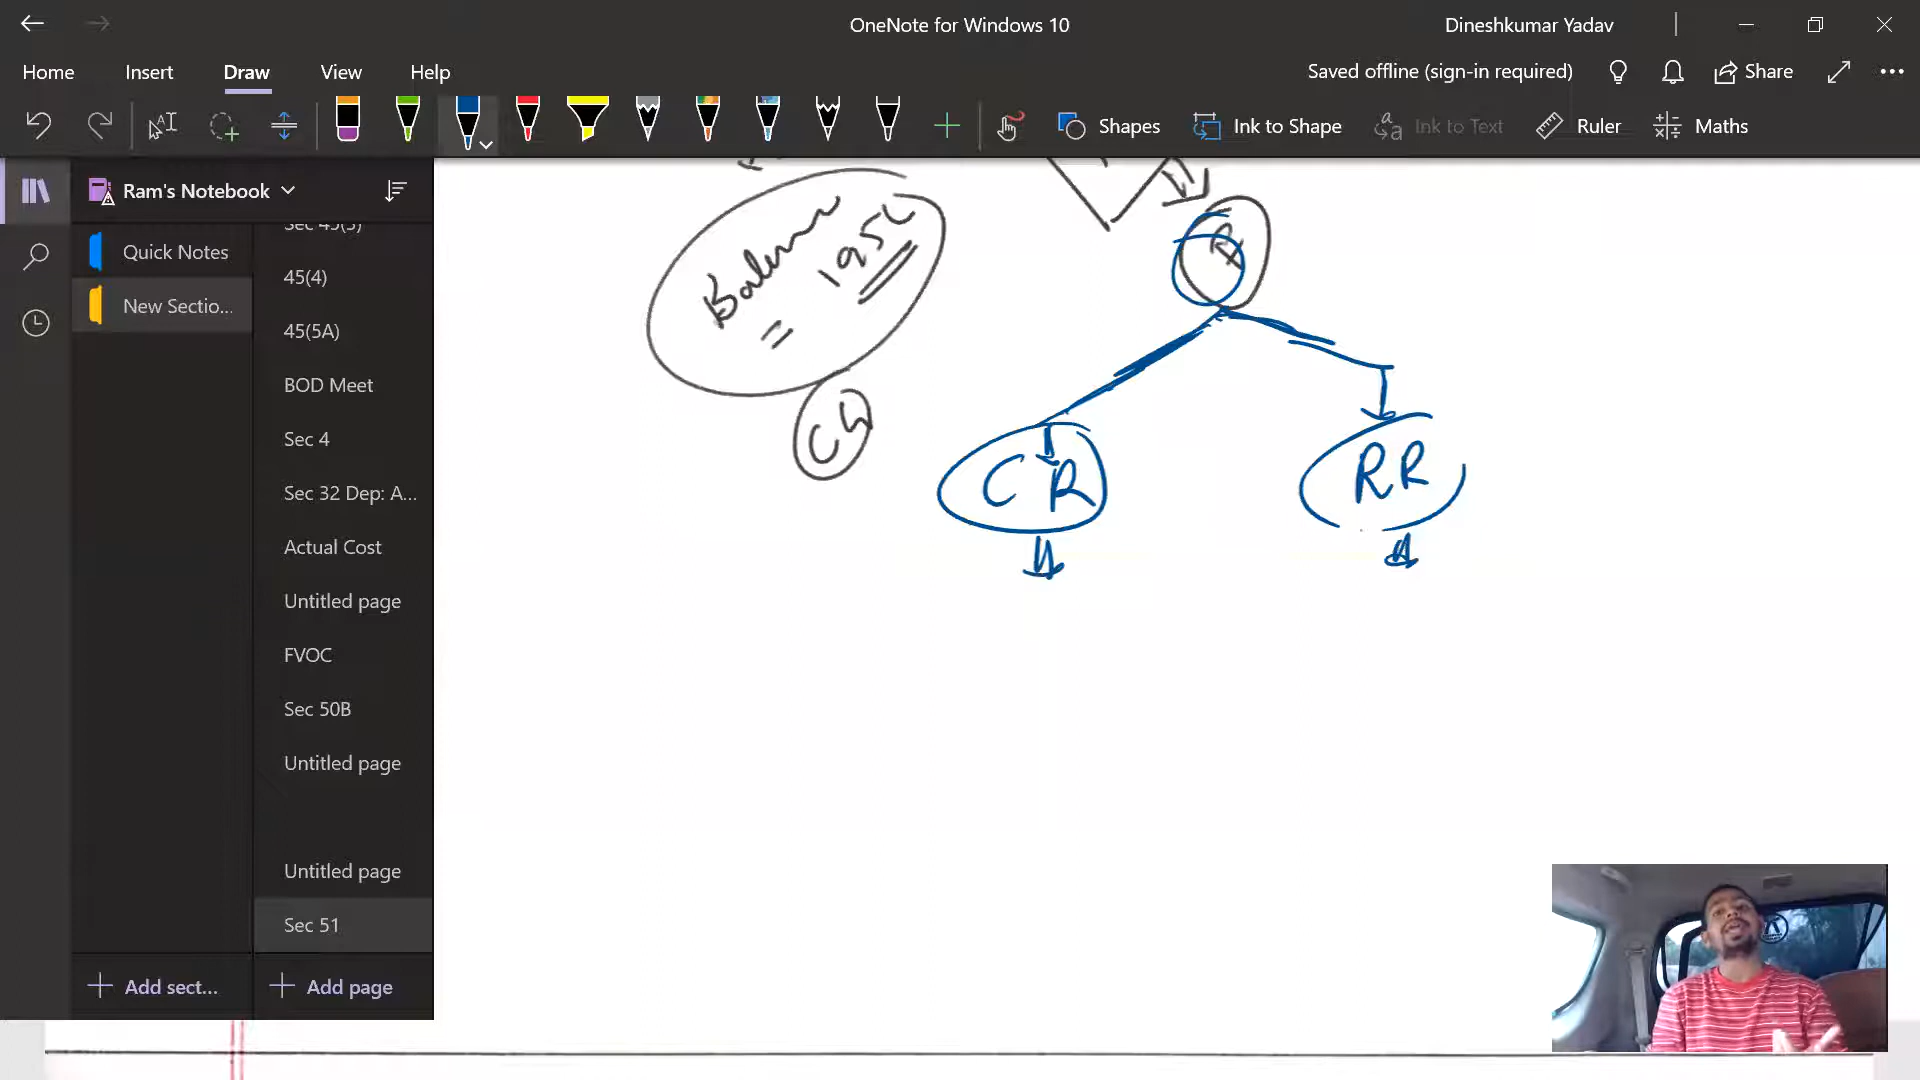 OneNote for Windows 10
Dineshkumar Yadav
Home Insert Draw View Help
Saved offline (sign-in required)
Share
Shapes
Ink to Shape
Ink to Text
Ruler
Maths
Ram's Notebook
Quick Notes
New Sectio...
Sec 45(5)
45(4)
45(5A)
BOD Meet
Sec 4
Sec 32 Dep: A...
Actual Cost
Untitled page
FVOC
Sec 50B
Untitled page
Untitled page
Sec 51
Add sect...
Add page
R
CR
RR